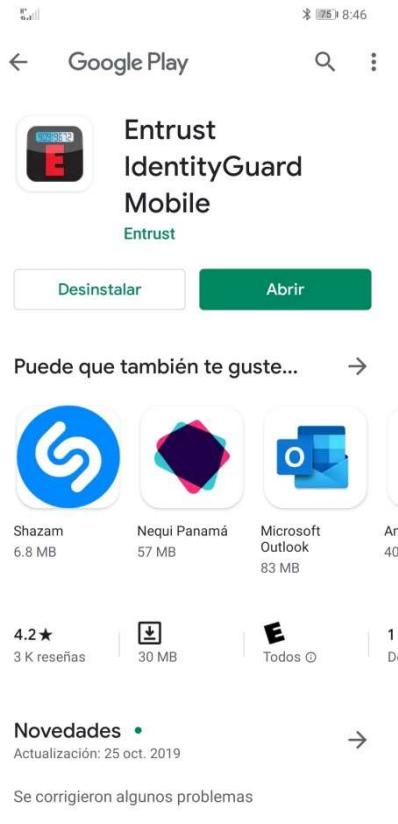 75 8:46
Google Play
Entrust
IdentityGuard
Mobile
Entrust
Desinstalar Abrir
Puede que también te guste...
Shazam Nequi Panamá Microsoft Outlook
6.8 MB 57 MB 83 MB
4.2★ 1
3 K reseñas 30 MB Todos
Novedades
Actualización: 25 oct. 2019
Se corrigieron algunos problemas